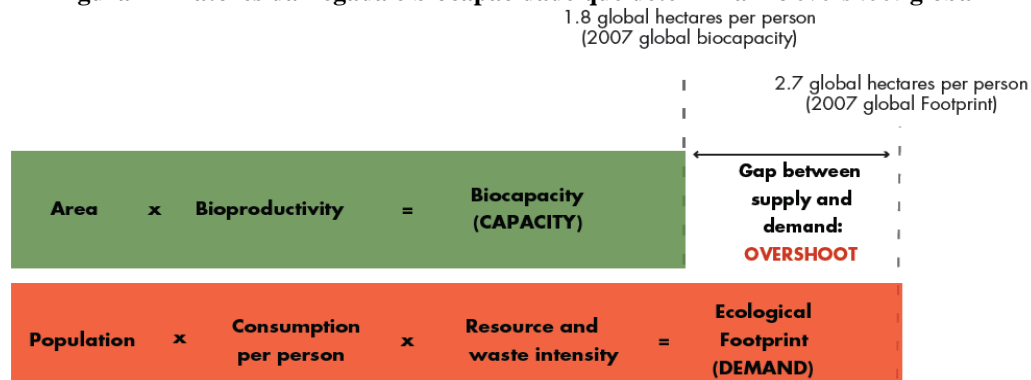 1.8 global hectares per person
(2007 global biocapacity)
2.7 global hectares per person
(2007 global Footprint)
Area x Bioproductivity = Biocapacity
(CAPACITY)
Gap between
supply and
demand:
OVERSHOOT
Population x Consumption
per person x Resource and
waste intensity = Ecological
Footprint
(DEMAND)